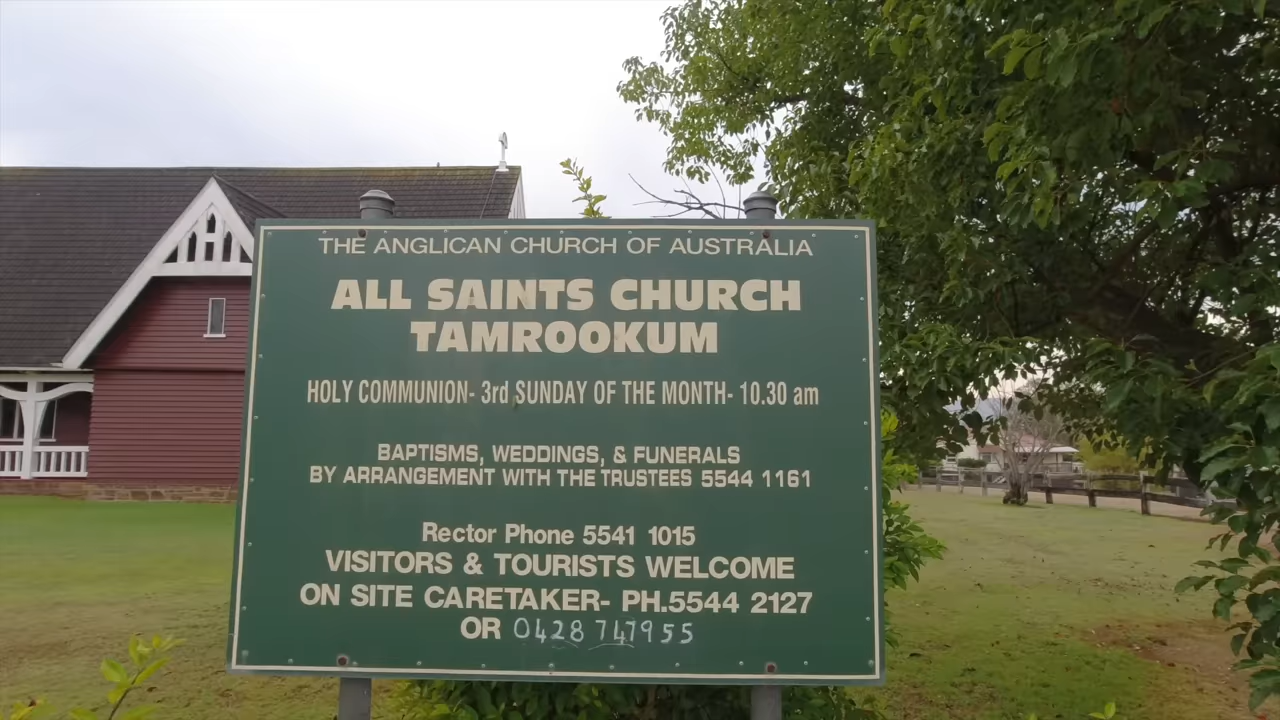 THE ANGLICAN CHURCH OF AUSTRALIA
ALL SAINTS CHURCH
TAMROOKUM
HOLY COMMUNION- 3rd SUNDAY OF THE MONTH- 10.30 am
BAPTISMS, WEDDINGS, & FUNERALS
BY ARRANGEMENT WITH THE TRUSTEES 5544 1161
Rector Phone 5541 1015
VISITORS & TOURISTS WELCOME
ON SITE CARETAKER- PH.5544 2127
OR 0428 747955